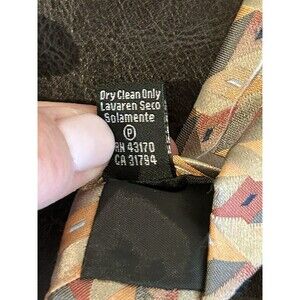 Dry Clean Only
Lavaren Seco
Solamente
Ⓟ
RN 43170
CA 31794